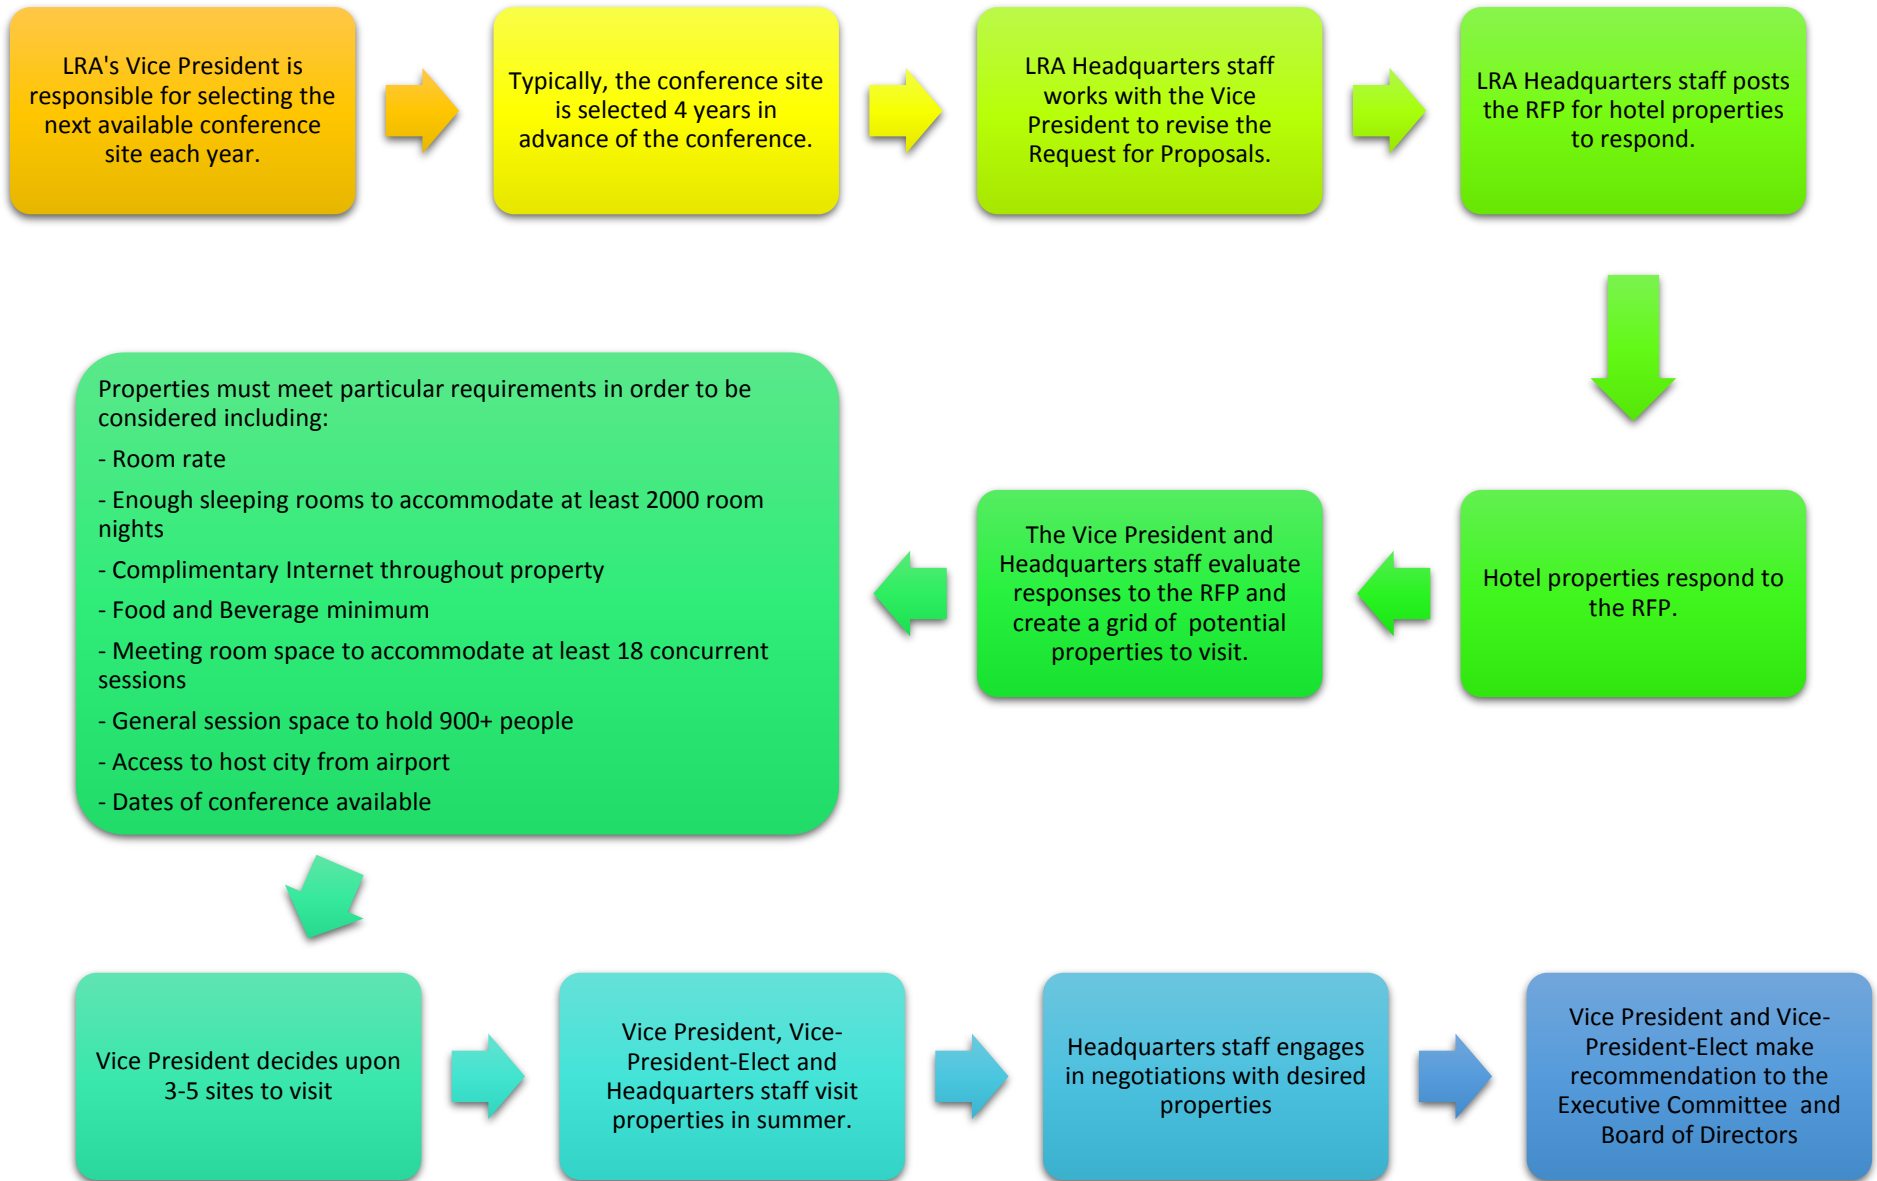 LRA's Vice President is
responsible for selecting the
next available conference
site each year.
Typically, the conference site
is selected 4 years in
advance of the conference.
LRA Headquarters staff
works with the Vice
President to revise the
Request for Proposals.
LRA Headquarters staff posts
the RFP for hotel properties
to respond.
Hotel properties respond to
the RFP.
The Vice President and
Headquarters staff evaluate
responses to the RFP and
create a grid of  potential
properties to visit.
Properties must meet particular requirements in order to be
considered including:
- Room rate
- Enough sleeping rooms to accommodate at least 2000 room
nights
- Complimentary Internet throughout property
- Food and Beverage minimum
- Meeting room space to accommodate at least 18 concurrent
sessions
- General session space to hold 900+ people
- Access to host city from airport
- Dates of conference available
Vice President decides upon
3-5 sites to visit
Vice President, Vice-
President-Elect and
Headquarters staff visit
properties in summer.
Headquarters staff engages
in negotiations with desired
properties
Vice President and Vice-
President-Elect make
recommendation to the
Executive Committee  and
Board of Directors